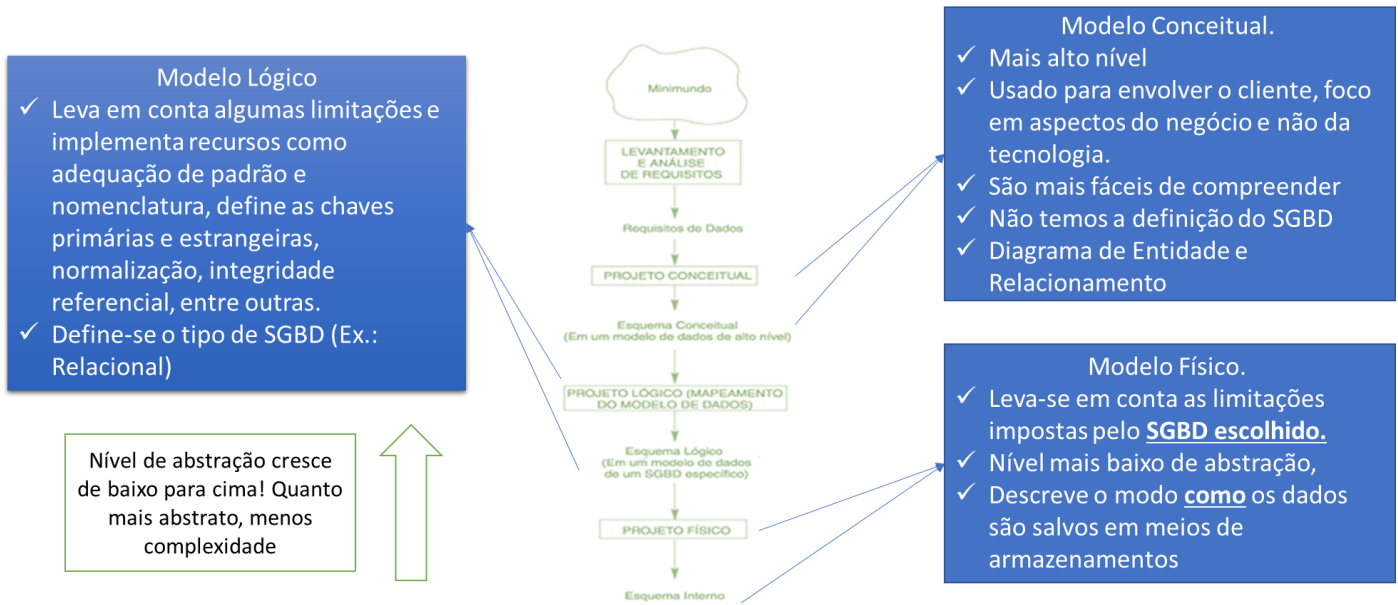 Modelo Lógico
✓ Leva em conta algumas limitações e
implementa recursos como
adequação de padrão e
nomenclatura, define as chaves
primárias e estrangeiras,
normalização, integridade
referencial, entre outras.
✓ Define-se o tipo de SGBD (Ex.:
Relacional)
Nível de abstração cresce
de baixo para cima! Quanto
mais abstrato, menos
complexidade
Minimundo
LEVANTAMENTO
E ANÁLISE
DE REQUISITOS
Requisitos de Dados
PROJETO CONCEITUAL
Esquema Conceitual
(Em um modelo de dados de alto nível)
PROJETO LÓGICO (MAPEAMENTO
DO MODELO DE DADOS)
Esquema Lógico
(Em um modelo de dados
de um SGBD específico)
PROJETO FÍSICO
Esquema Interno
Modelo Conceitual.
✓ Mais alto nível
✓ Usado para envolver o cliente, foco
em aspectos do negócio e não da
tecnologia.
✓ São mais fáceis de compreender
✓ Não temos a definição do SGBD
✓ Diagrama de Entidade e
Relacionamento
Modelo Físico.
✓ Leva-se em conta as limitações
impostas pelo SGBD escolhido.
✓ Nível mais baixo de abstração,
✓ Descreve o modo como os dados
são salvos em meios de
armazenamentos